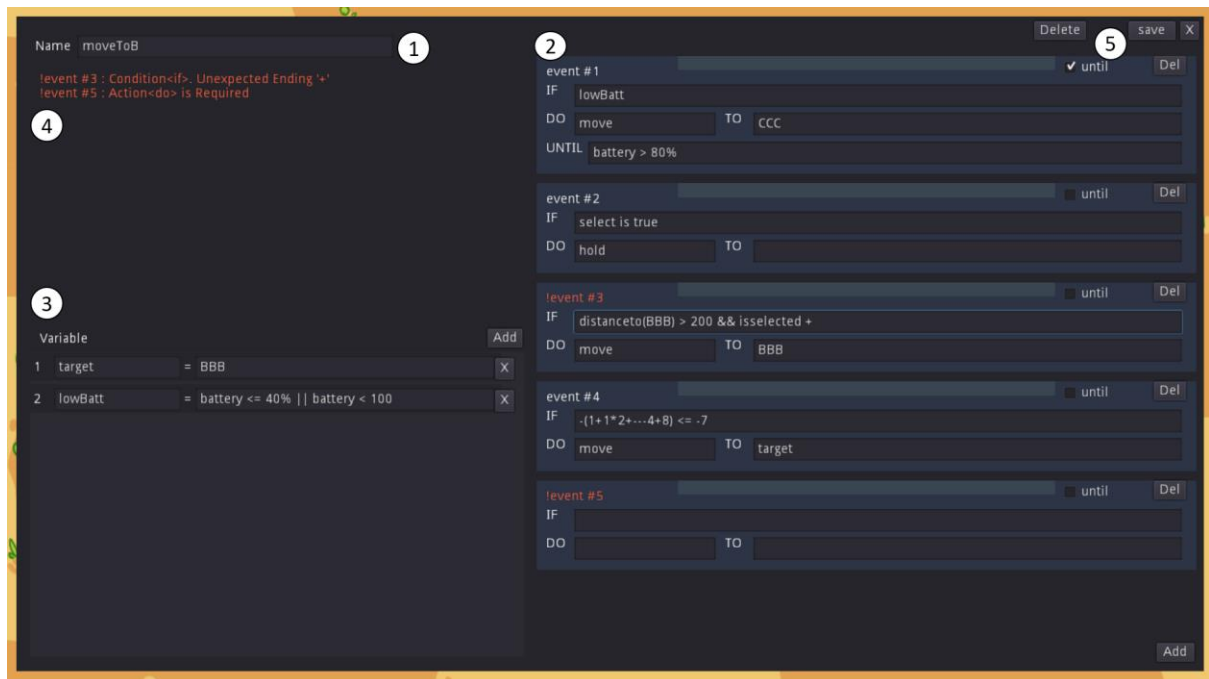 Delete
save
X
Name moveToB
1
2
5
!event #3 : Condition<if>. Unexpected Ending '+'
!event #5 : Action<do> is Required
4
3
Variable
Add
1 target = BBB X
2 lowBatt = battery <= 40% || battery < 100 X
event #1 until Del
IF lowBatt
DO move TO CCC
UNTIL battery > 80%
event #2 until Del
IF select is true
DO hold TO
!event #3 until Del
IF distanceto(BBB) > 200 && isselected +
DO move TO BBB
event #4 until Del
IF -(1+1*2+---4+8) <= -7
DO move TO target
!event #5 until Del
IF
DO TO
Add